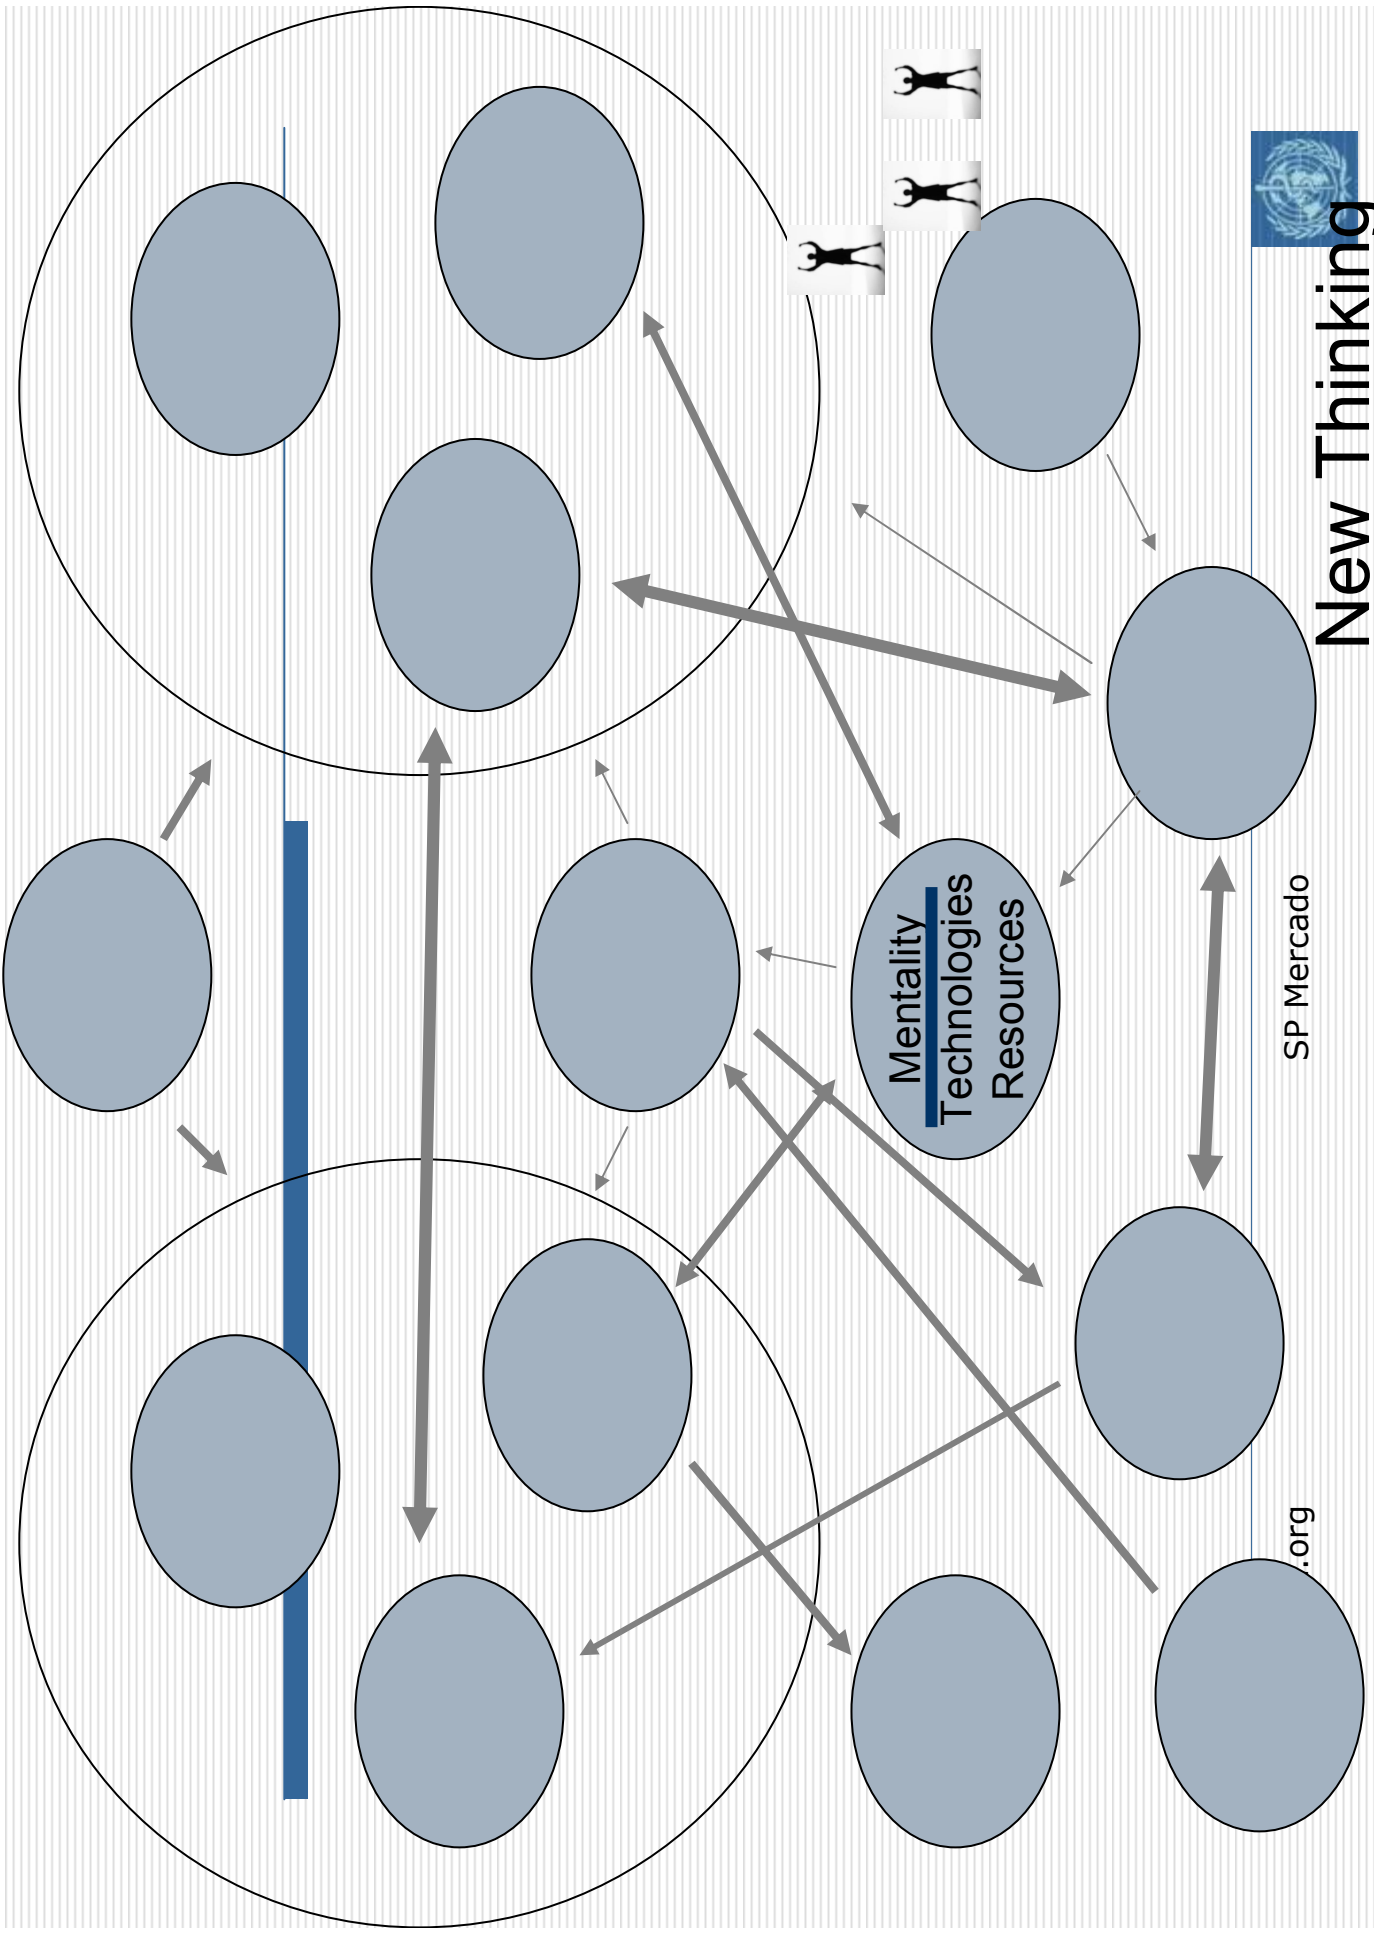 Mentality
Technologies
Resources
.org
SP Mercado
New Thinking